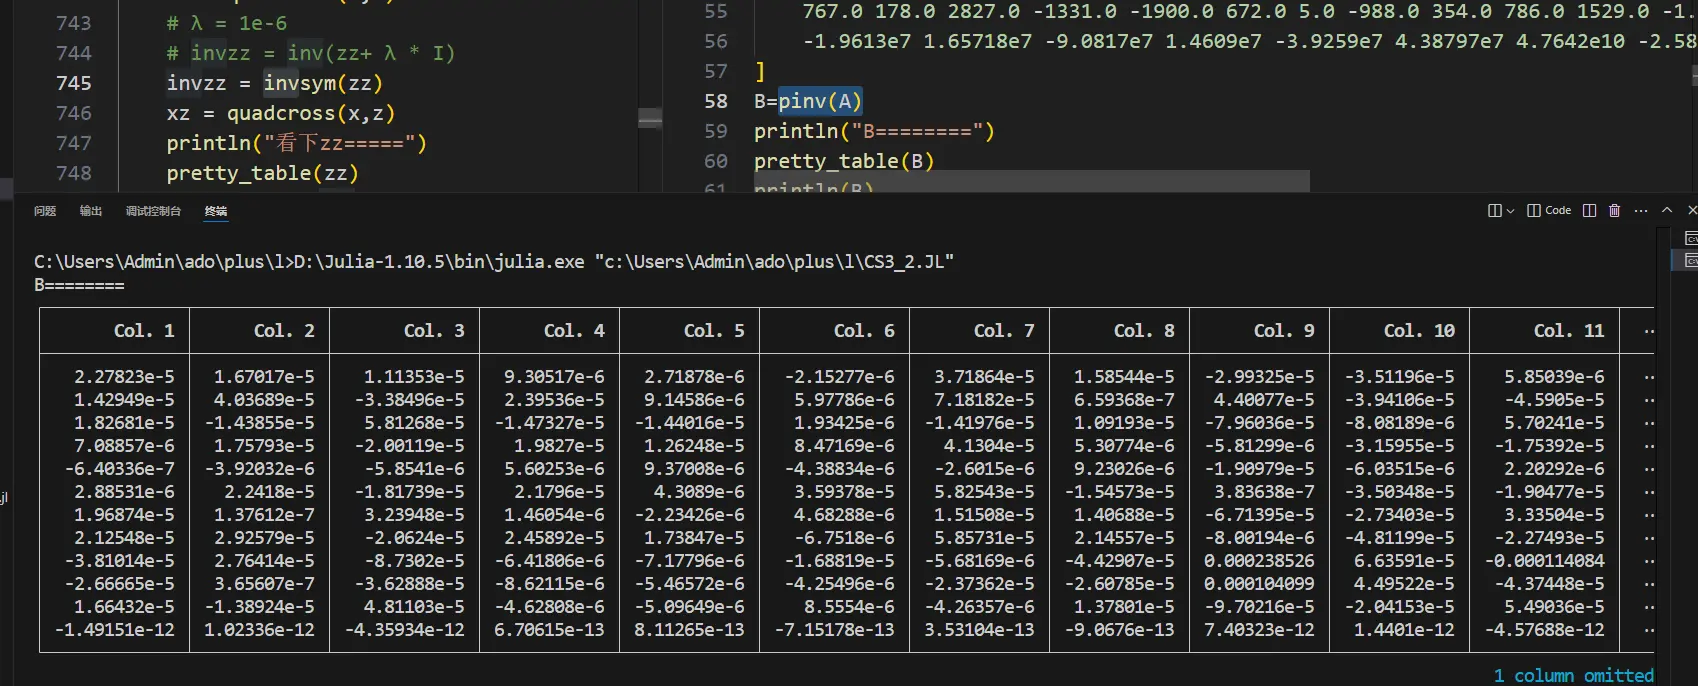 743 # λ = 1e-6
744 # invzz = inv(zz+ λ * I)
745 invzz = invsym(zz)
746 xz = quadcross(x,z)
747 println("看下zz=====")
748 pretty_table(zz)
55 767.0 178.0 2827.0 -1331.0 -1900.0 672.0 5.0 -988.0 354.0 786.0 1529.0 -1.
56 -1.9613e7 1.65718e7 -9.0817e7 1.4609e7 -3.9259e7 4.38797e7 4.7642e10 -2.58
57 ]
58 B=pinv(A)
59 println("B========")
60 pretty_table(B)
61 println(B)
问题 输出 调试控制台 终端
Code
C:\Users\Admin\ado\plus\l>D:\Julia-1.10.5\bin\julia.exe "c:\Users\Admin\ado\plus\l\CS3_2.JL"
B========
Col. 1 Col. 2 Col. 3 Col. 4 Col. 5 Col. 6 Col. 7 Col. 8 Col. 9 Col. 10 Col. 11 ..
2.27823e-5 1.67017e-5 1.11353e-5 9.30517e-6 2.71878e-6 -2.15277e-6 3.71864e-5 1.58544e-5 -2.99325e-5 -3.51196e-5 5.85039e-6 ..
1.42949e-5 4.03689e-5 -3.38496e-5 2.39536e-5 9.14586e-6 5.97786e-6 7.18182e-5 6.59368e-7 4.40077e-5 -3.94106e-5 -4.5905e-5 ..
1.82681e-5 -1.43855e-5 5.81268e-5 -1.47327e-5 -1.44016e-5 1.93425e-6 -1.41976e-5 1.09193e-5 -7.96036e-5 -8.08189e-6 5.70241e-5 ..
7.08857e-6 1.75793e-5 -2.00119e-5 1.9827e-5 1.26248e-5 8.47169e-6 4.1304e-5 5.30774e-6 -5.81299e-6 -3.15955e-5 -1.75392e-5 ..
-6.40336e-7 -3.92032e-6 -5.8541e-6 5.60253e-6 9.37008e-6 -4.38834e-6 -2.6015e-6 9.23026e-6 -1.90979e-5 -6.03515e-6 2.20292e-6 ..
2.88531e-6 2.2418e-5 -1.81739e-5 2.1796e-5 4.3089e-6 3.59378e-5 5.82543e-5 -1.54573e-5 3.83638e-7 -3.50348e-5 -1.90477e-5 ..
1.96874e-5 1.37612e-7 3.23948e-5 1.46054e-6 -2.23426e-6 4.68288e-6 1.51508e-5 1.40688e-5 -6.71395e-5 -2.73403e-5 3.33504e-5 ..
2.12548e-5 2.92579e-5 -2.0624e-5 2.45892e-5 1.73847e-5 -6.7518e-6 5.85731e-5 2.14557e-5 -8.00194e-6 -4.81199e-5 -2.27493e-5 ..
-3.81014e-5 2.76414e-5 -8.7302e-5 -6.41806e-6 -7.17796e-6 -1.68819e-5 -5.68169e-6 -4.42907e-5 0.000238526 6.63591e-5 -0.000114084 ..
-2.66665e-5 3.65607e-7 -3.62888e-5 -8.62115e-6 -5.46572e-6 -4.25496e-6 -2.37362e-5 -2.60785e-5 0.000104099 4.49522e-5 -4.37448e-5 ..
1.66432e-5 -1.38924e-5 4.81103e-5 -4.62808e-6 -5.09649e-6 8.5554e-6 -4.26357e-6 1.37801e-5 -9.70216e-5 -2.04153e-5 5.49036e-5 ..
-1.49151e-12 1.02336e-12 -4.35934e-12 6.70615e-13 8.11265e-13 -7.15178e-13 3.53104e-13 -9.0676e-13 7.40323e-12 1.4401e-12 -4.57688e-12 ..
1 column omitted
.jl